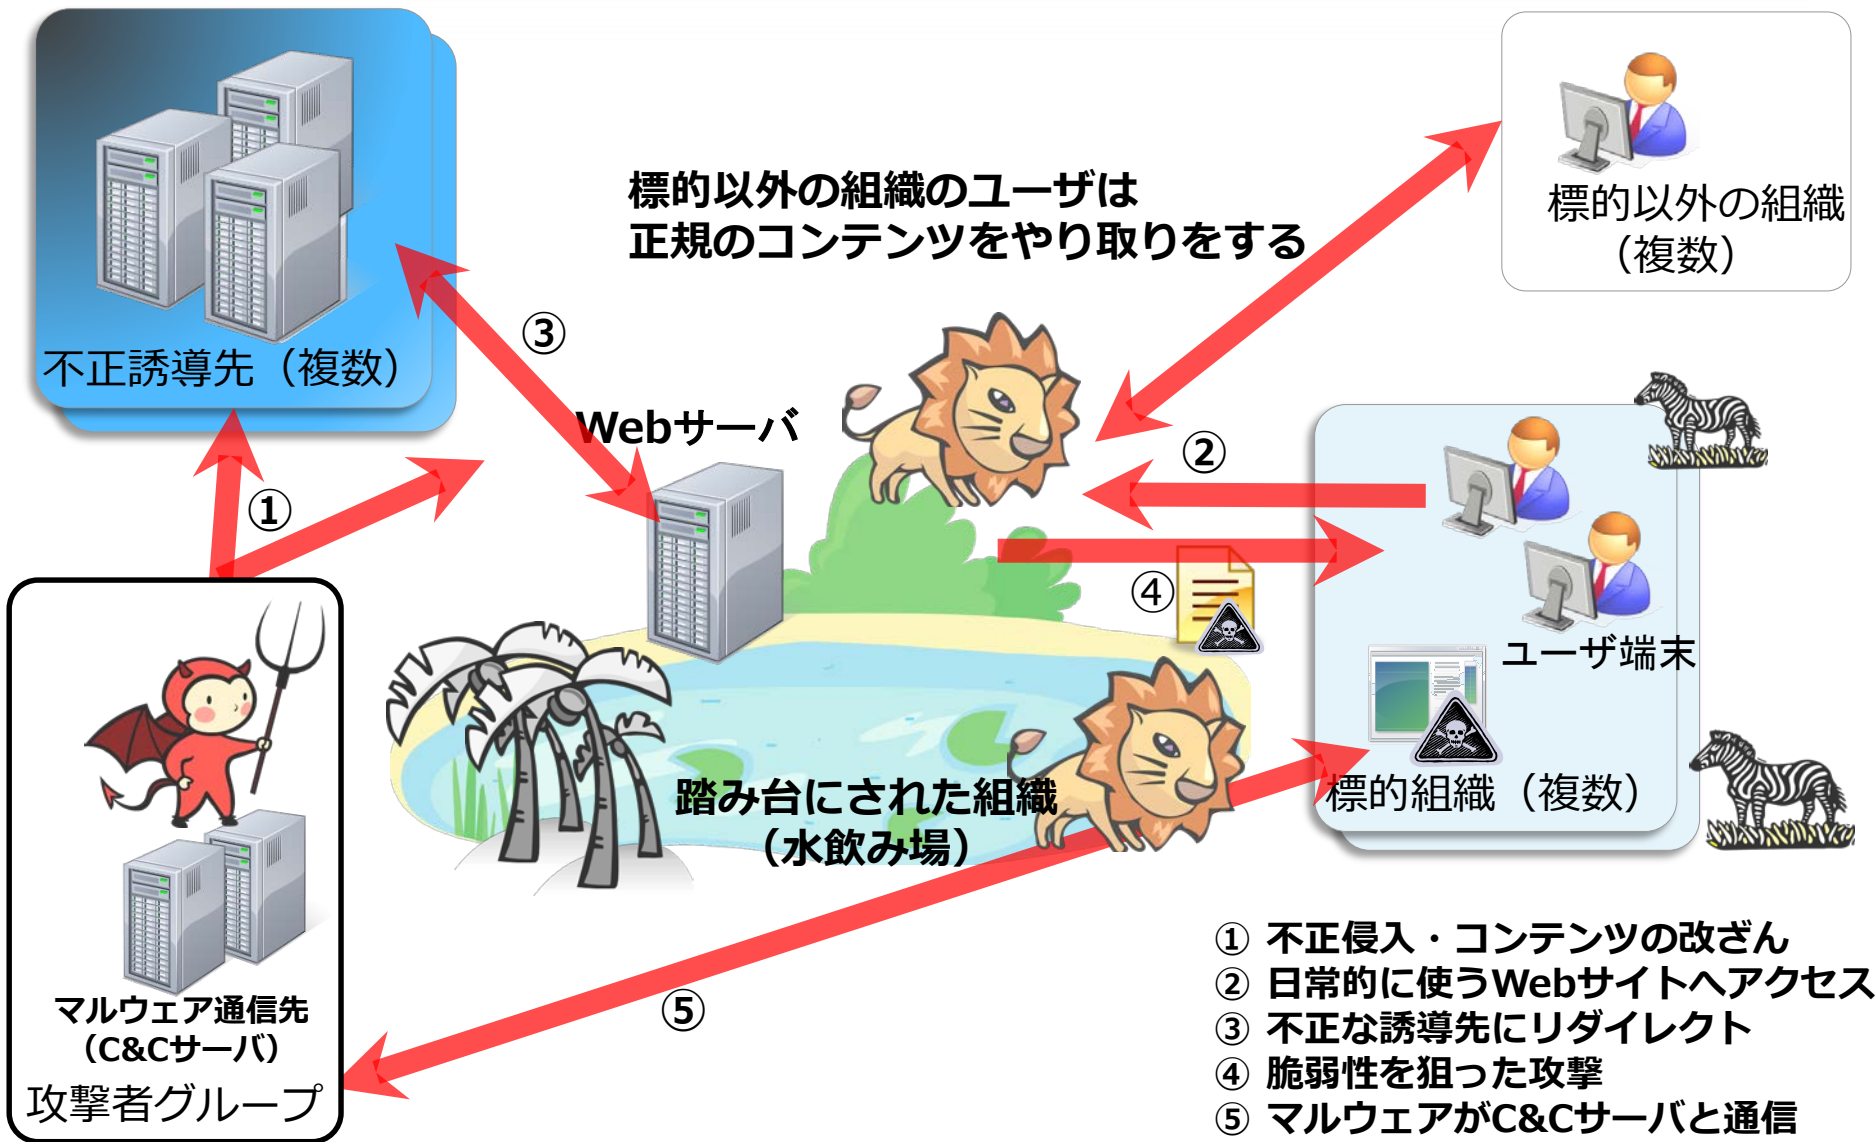 標的以外の組織のユーザは
正規のコンテンツをやり取りをする
標的以外の組織
（複数）
不正誘導先（複数）
③
Webサーバ
②
①
④
ユーザ端末
標的組織（複数）
踏み台にされた組織
（水飲み場）
⑤
マルウェア通信先
（C&Cサーバ）
攻撃者グループ
① 不正侵入・コンテンツの改ざん
② 日常的に使うWebサイトへアクセス
③ 不正な誘導先にリダイレクト
④ 脆弱性を狙った攻撃
⑤ マルウェアがC&Cサーバと通信